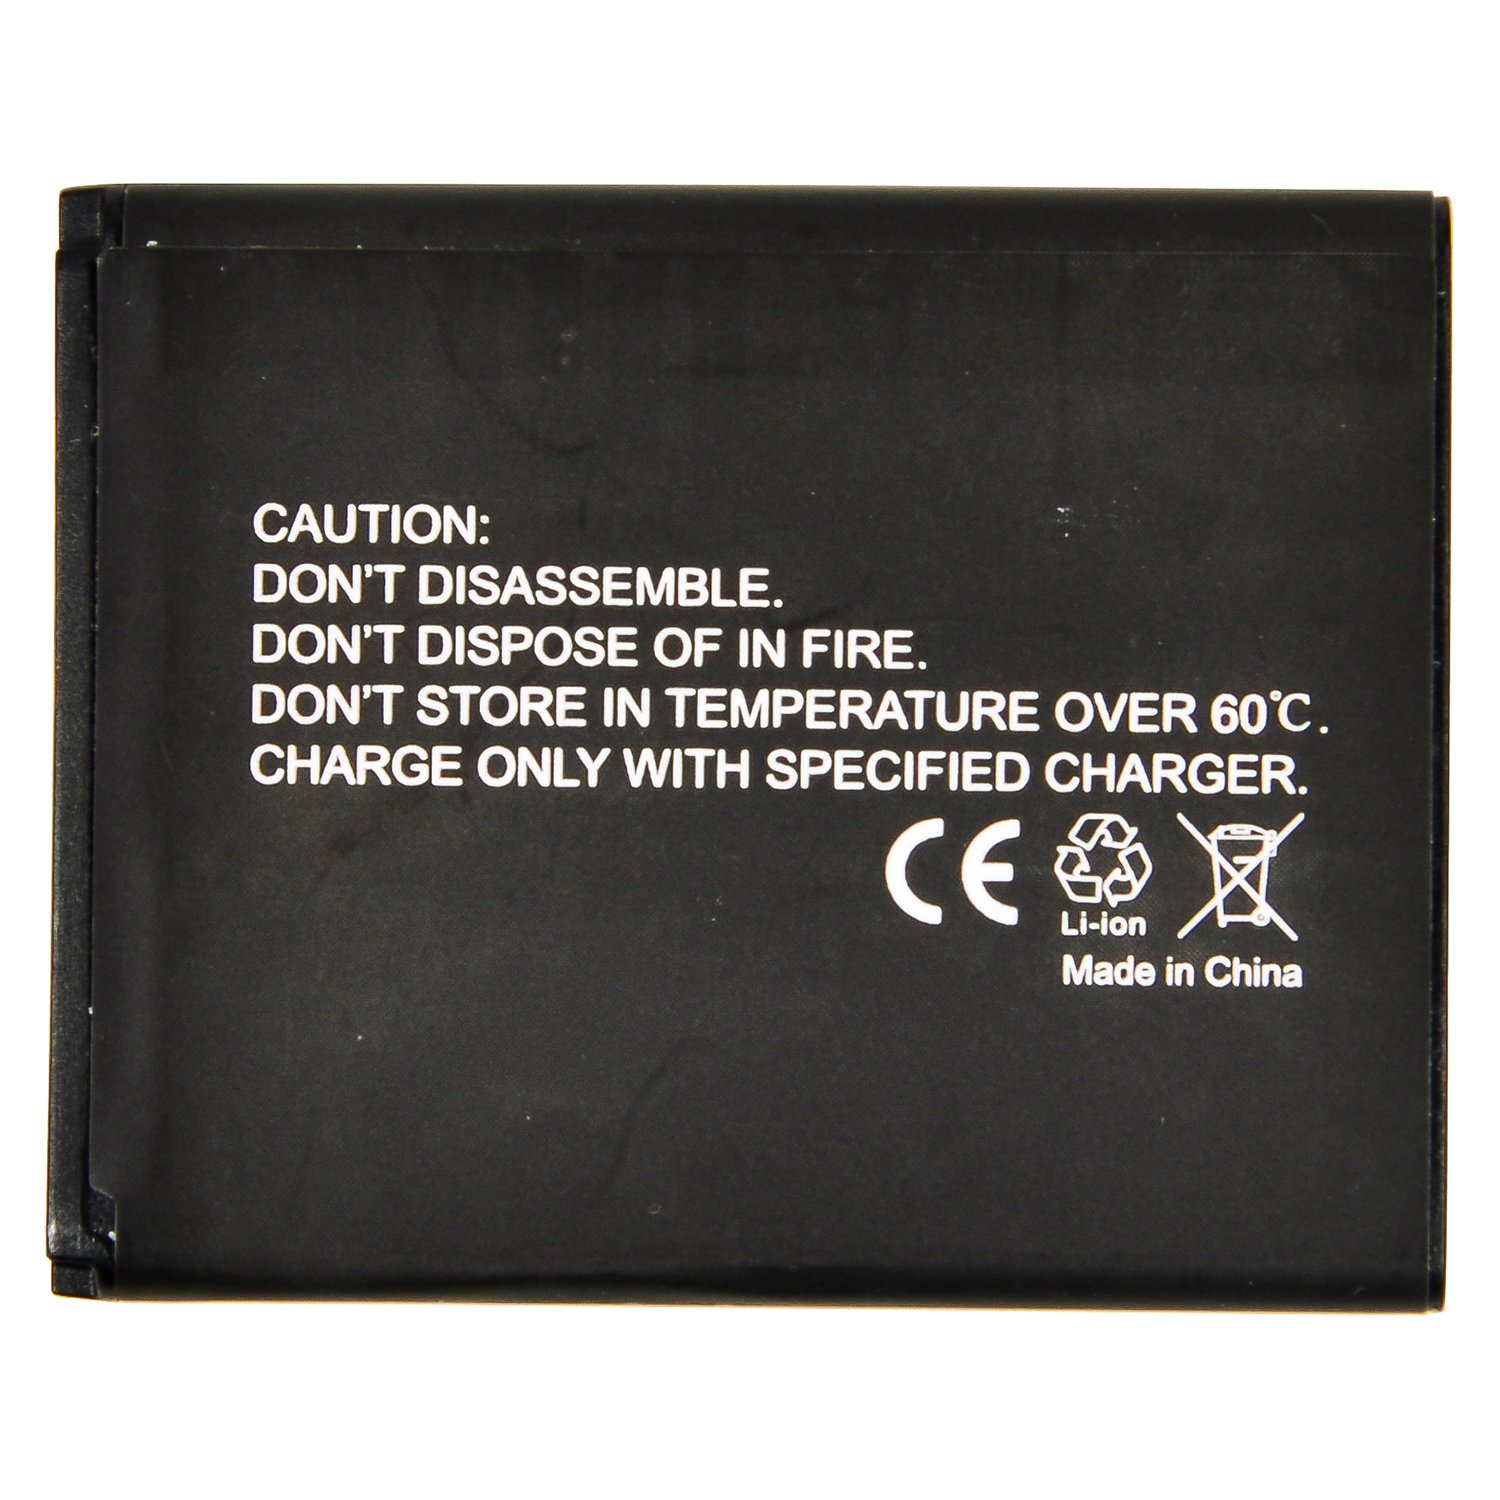 CAUTION:
DON'T DISASSEMBLE.
DON'T DISPOSE OF IN FIRE.
DON'T STORE IN TEMPERATURE OVER 60℃.
CHARGE ONLY WITH SPECIFIED CHARGER.
CE
Li-ion
Made in China